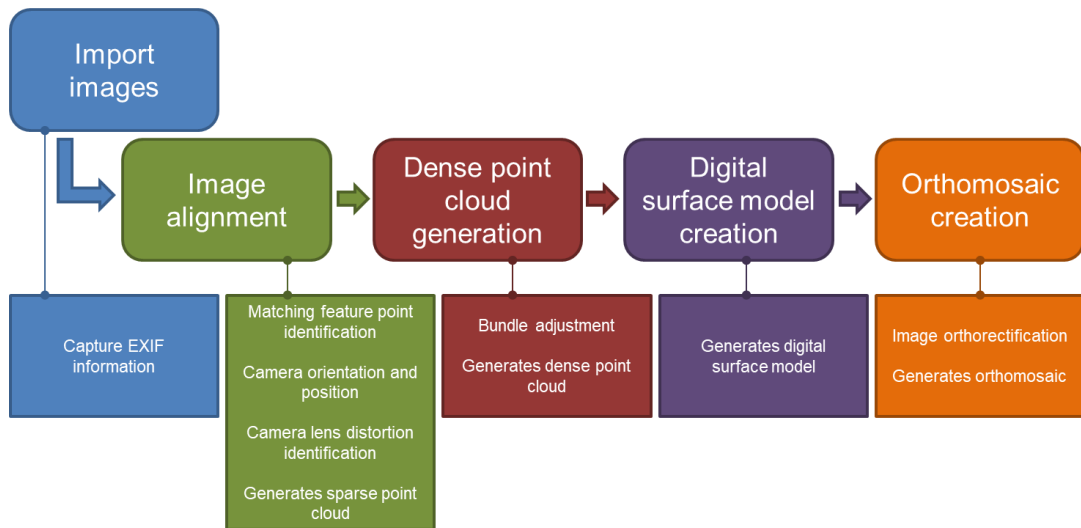 Import
images
Image
alignment
Dense point
cloud
generation
Digital
surface model
creation
Orthomosaic
creation
Capture EXIF
information
Matching feature point
identification
Camera orientation and
position
Camera lens distortion
identification
Generates sparse point
cloud
Bundle adjustment
Generates dense point
cloud
Generates digital
surface model
Image orthorectification
Generates orthomosaic